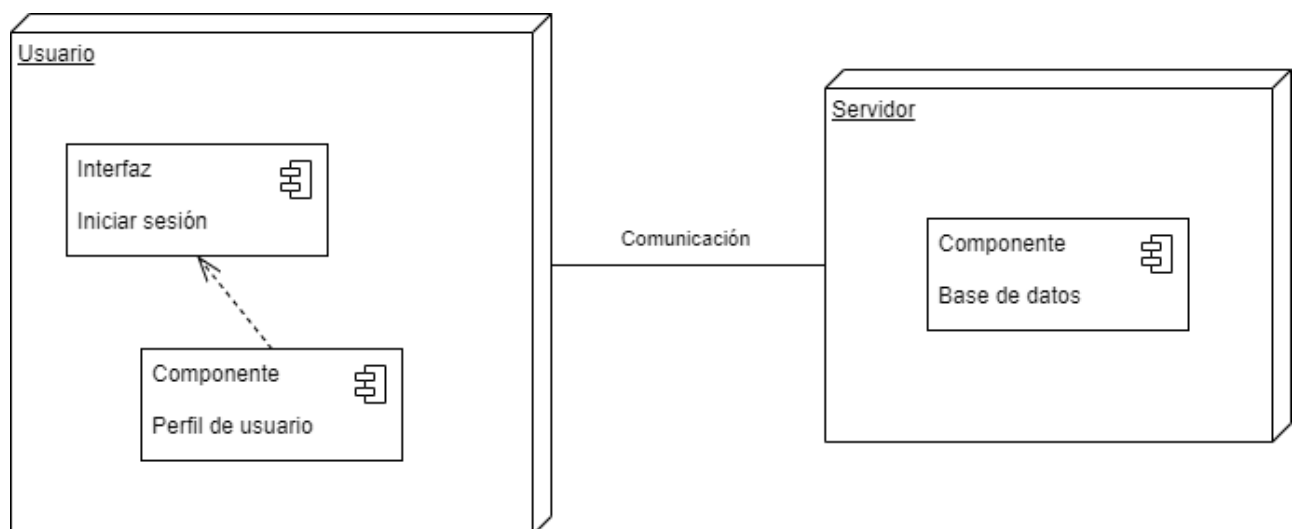 Usuario
Interfaz
Iniciar sesión
Componente
Perfil de usuario
Comunicación
Servidor
Componente
Base de datos